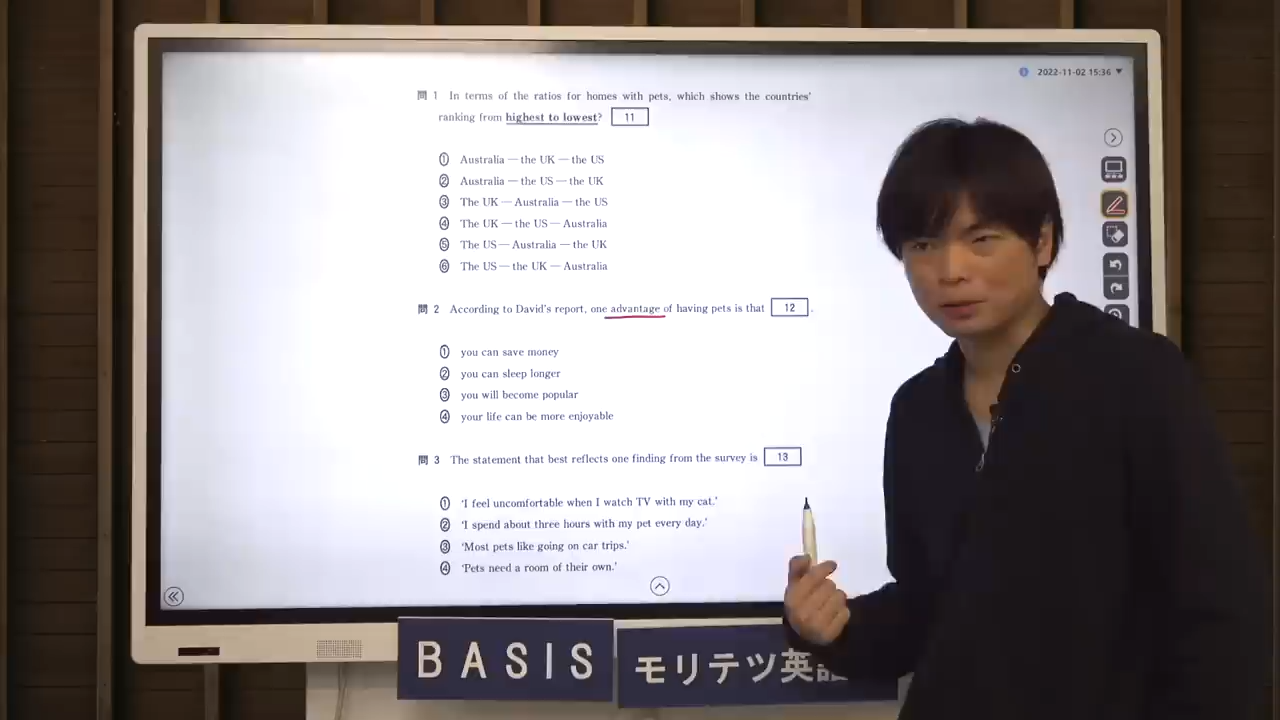 2022-11-02 15:36
問 1 In terms of the ratios for homes with pets, which shows the countries'
ranking from highest to lowest? 11
① Australia — the UK — the US
② Australia — the US — the UK
③ The UK — Australia — the US
④ The UK — the US — Australia
⑤ The US — Australia — the UK
⑥ The US — the UK — Australia
問 2 According to David's report, one advantage of having pets is that 12 .
① you can save money
② you can sleep longer
③ you will become popular
④ your life can be more enjoyable
問 3 The statement that best reflects one finding from the survey is 13
① 'I feel uncomfortable when I watch TV with my cat.'
② 'I spend about three hours with my pet every day.'
③ 'Most pets like going on car trips.'
④ 'Pets need a room of their own.'
BASIS
モリテツ英語